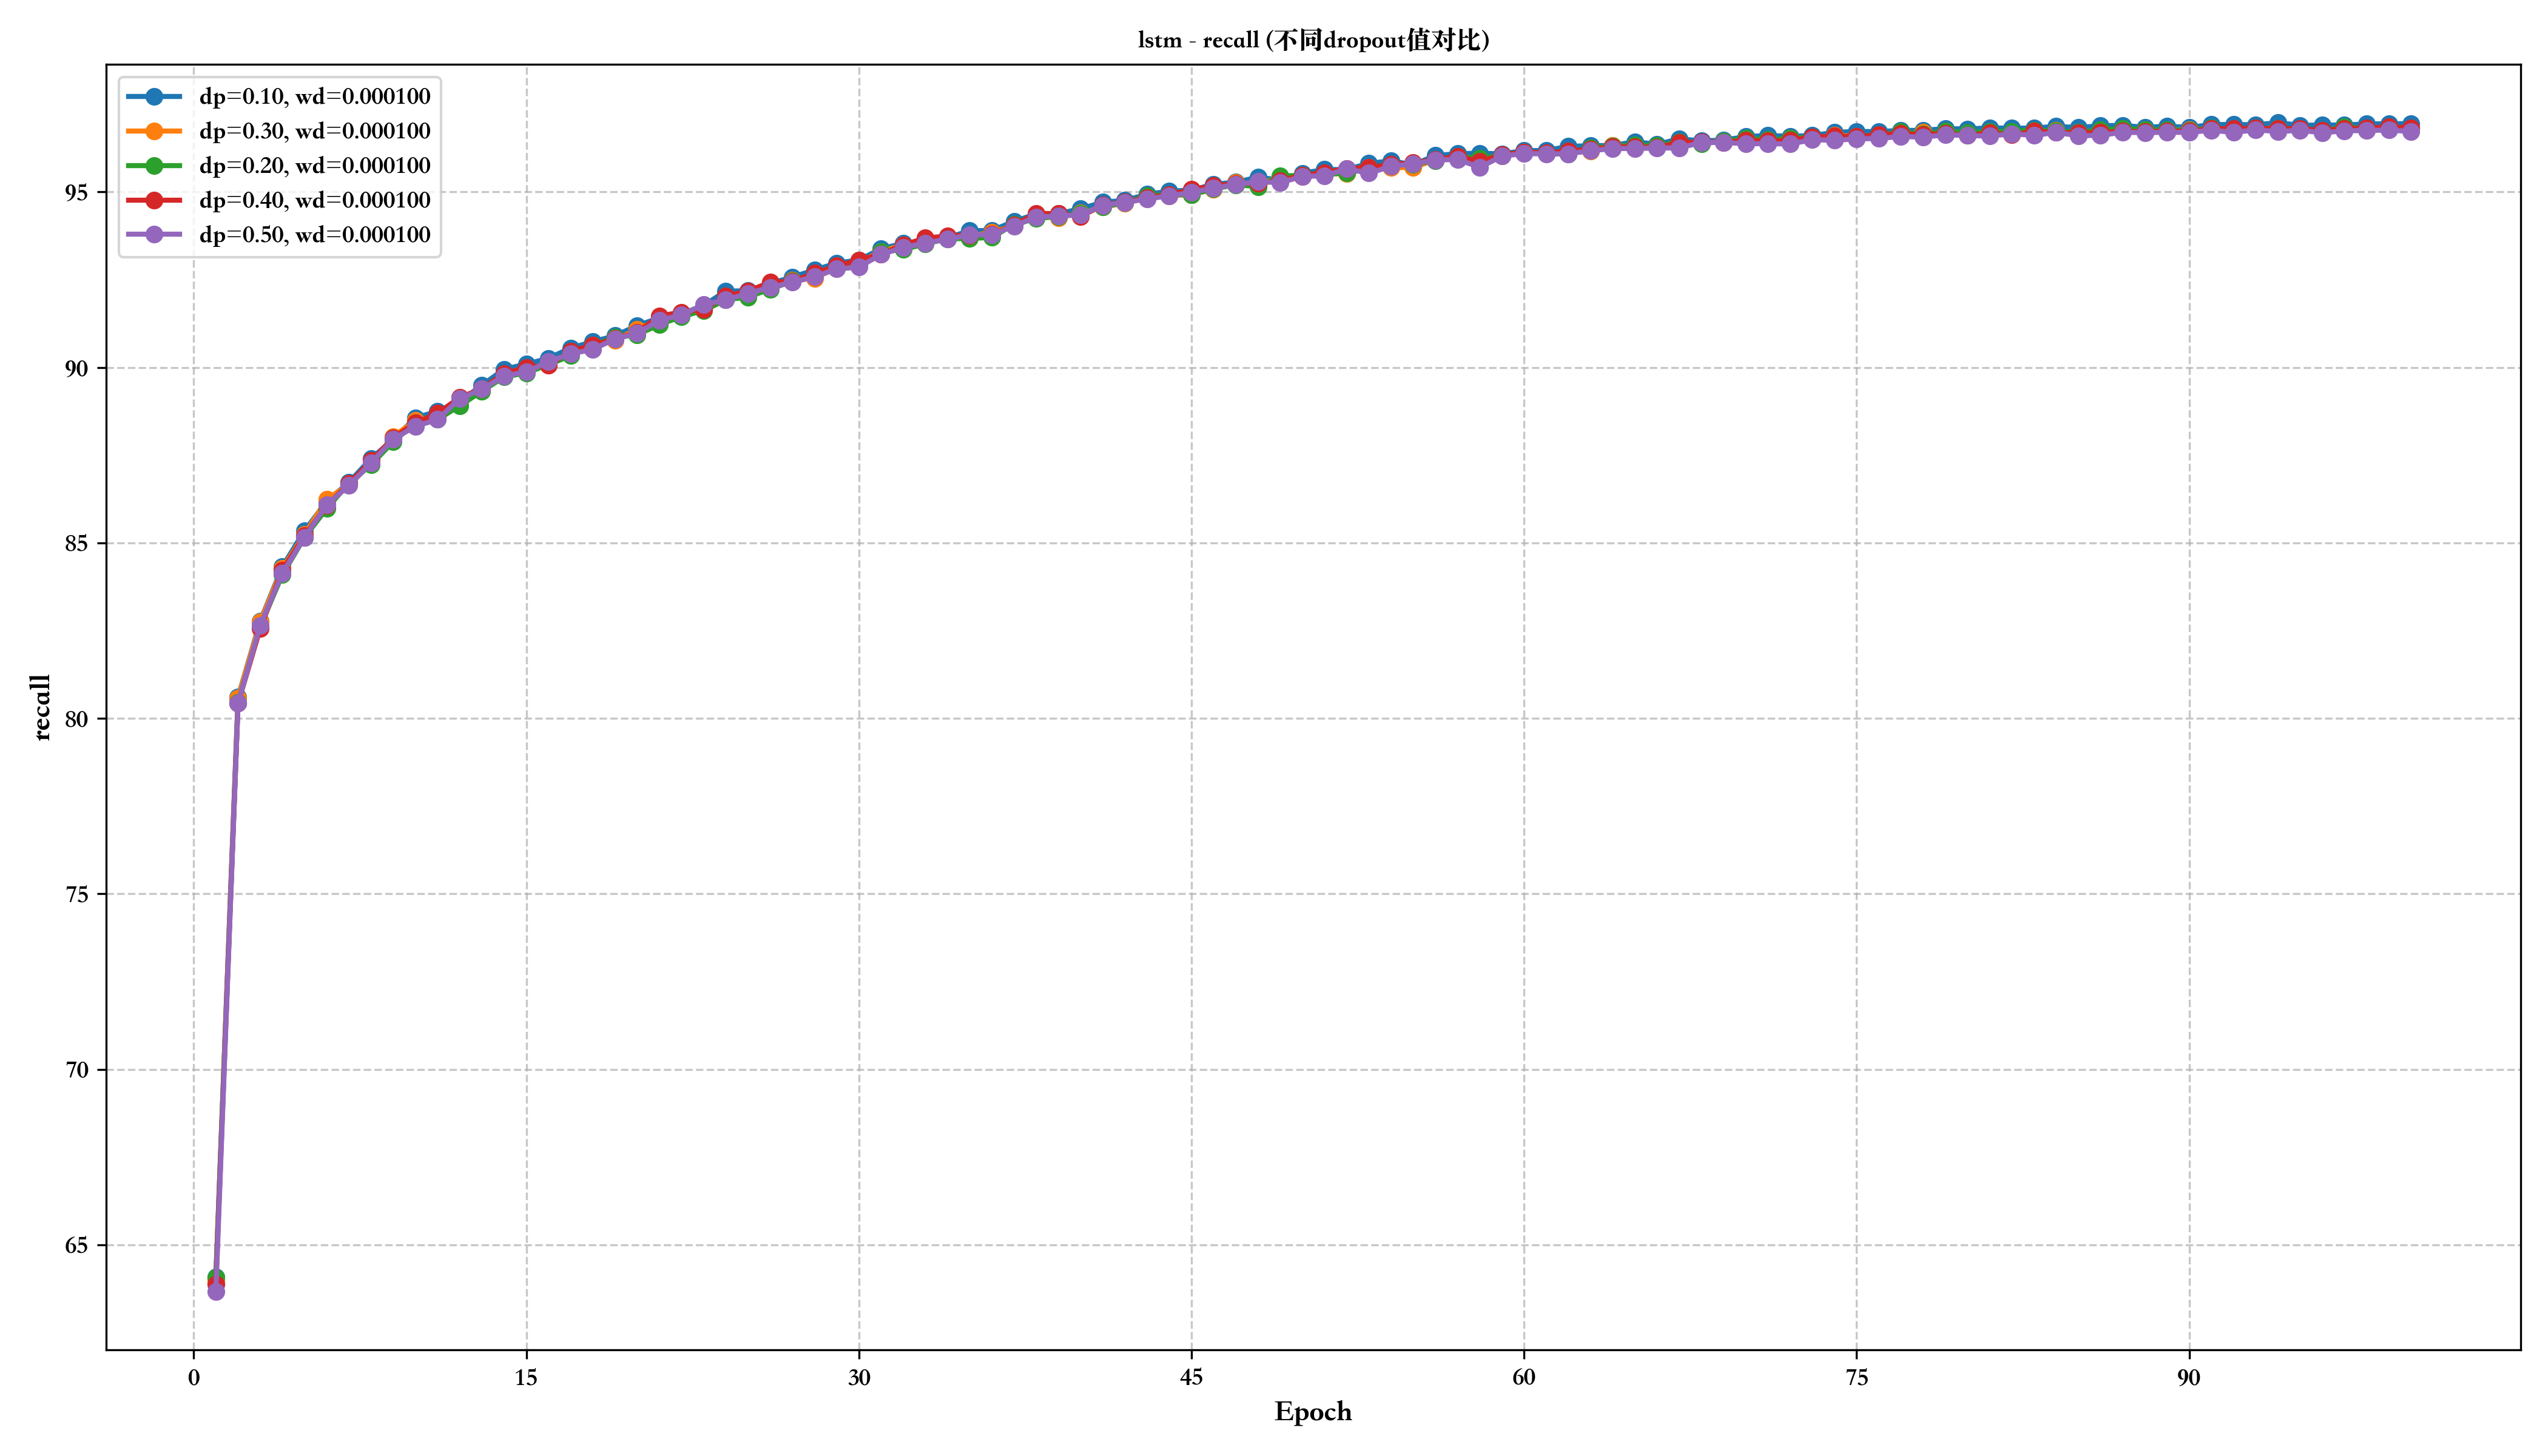 lstm - recall (不同dropout值对比)
dp=0.10, wd=0.000100
dp=0.30, wd=0.000100
dp=0.20, wd=0.000100
dp=0.40, wd=0.000100
dp=0.50, wd=0.000100
95
90
85
80
75
70
65
recall
0 15 30 45 60 75 90
Epoch